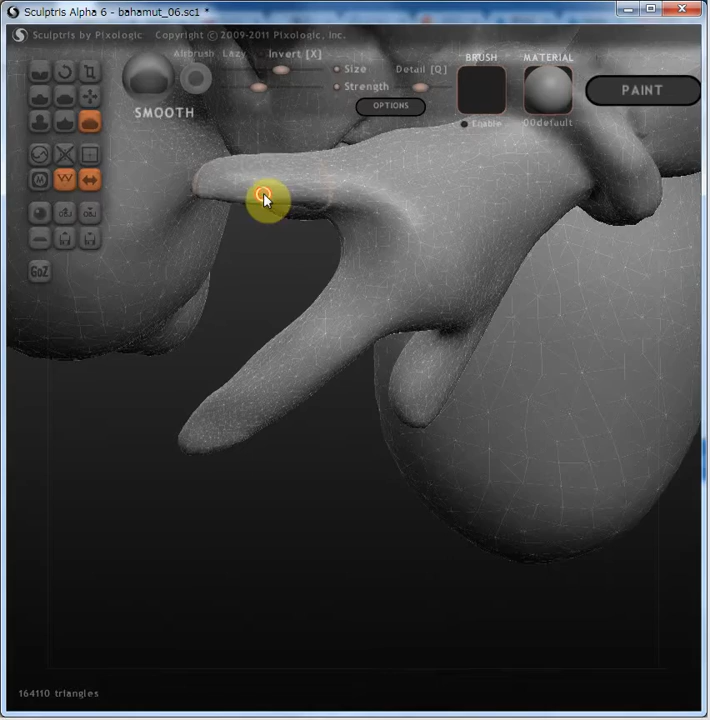 Sculptris Alpha 6 - bahamut_06.sc1 *
Sculptris by Pixologic Copyright © 2009-2011 Pixologic, Inc.
Airbrush Lazy Invert [X]
Size
Detail [Q]
Strength
SMOOTH
OPTIONS
BRUSH
Enable
MATERIAL
00default
PAINT
GoZ
164110 triangles